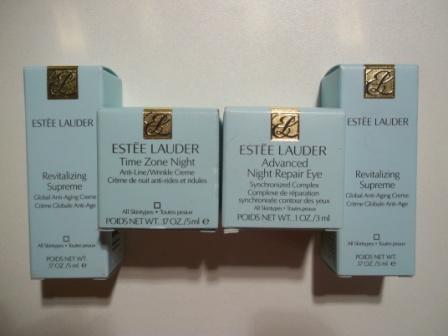 ESTĒE LAUDER
Revitalizing
Supreme
Global Anti-Aging Creme
Crème Globale Anti-Age
All Skintypes • Toutes peaux
POIDS NET WT.
.17 OZ./5 ml ℮
ESTĒE LAUDER
Time Zone Night
Anti-Line/Wrinkle Creme
Crème de nuit anti-rides et ridules
All Skintypes • Toutes peaux
POIDS NET WT. .17 OZ./5 ml ℮
ESTĒE LAUDER
Advanced
Night Repair Eye
Synchronized Complex
Complexe de réparation
synchronisée contour des yeux
All Skintypes • Toutes peaux
POIDS NET WT. .1 OZ./3 ml
ESTĒE LAUDER
Revitalizing
Supreme
Global Anti-Aging Creme
Crème Globale Anti-Age
All Skintypes • Toutes peaux
POIDS NET WT.
.17 OZ./5 ml ℮